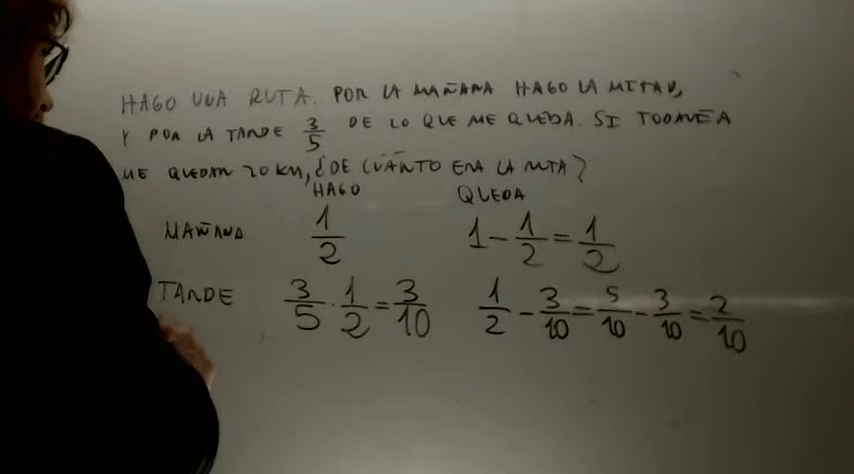 HAGO UNA RUTA. POR LA MAÑANA HAGO LA MITAD,
Y POR LA TARDE 3/5 DE LO QUE ME QUEDA. SI TODAVÍA
ME QUEDAN 20 KM, ¿DE CUÁNTO ERA LA RUTA?
HAGO QUEDA
MAÑANA 1/2 1 - 1/2 = 1/2
TARDE 3/5 · 1/2 = 3/10 1/2 - 3/10 = 5/10 - 3/10 = 2/10